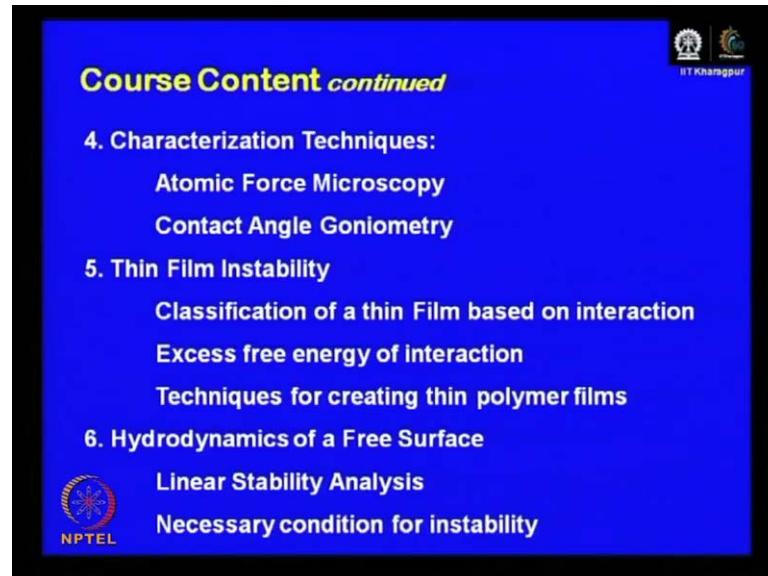 IIT Kharagpur
Course Content continued
4. Characterization Techniques:
Atomic Force Microscopy
Contact Angle Goniometry
5. Thin Film Instability
Classification of a thin Film based on interaction
Excess free energy of interaction
Techniques for creating thin polymer films
6. Hydrodynamics of a Free Surface
Linear Stability Analysis
Necessary condition for instability
NPTEL